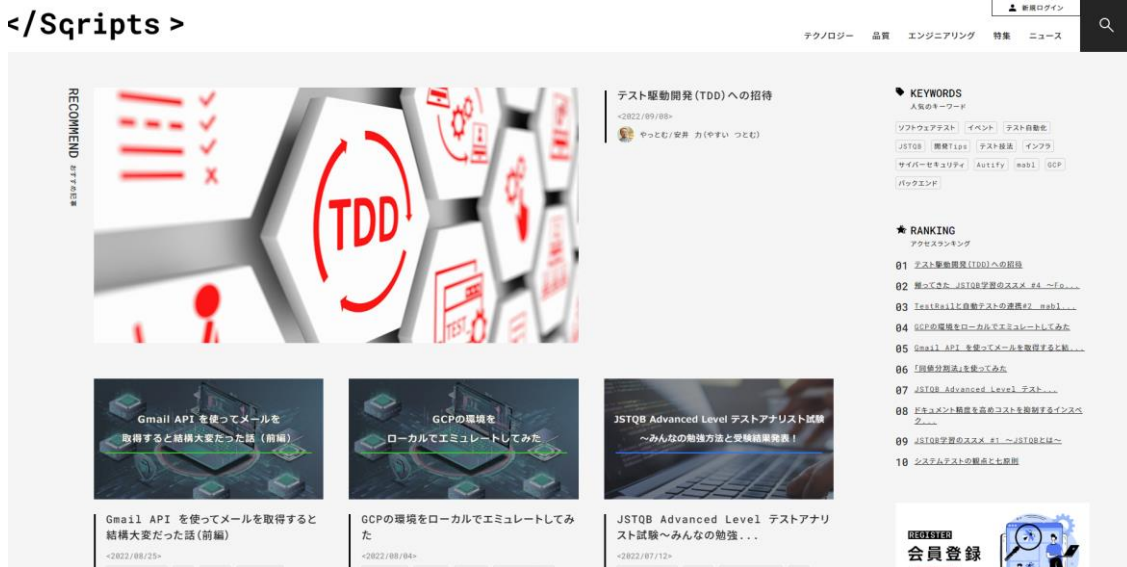 </Sqripts>
新規ログイン
テクノロジー 品質 エンジニアリング 特集 ニュース
RECOMMEND おすすめ記事
TDD
TEST
テスト駆動開発(TDD)への招待
<2022/09/08>
やっとむ/安井 力(やすい つとむ)
Gmail API を使ってメールを
取得すると結構大変だった話(前編)
GCPの環境を
ローカルでエミュレートしてみた
JSTQB Advanced Level テストアナリスト試験
～みんなの勉強方法と受験結果発表!
Gmail API を使ってメールを取得すると
結構大変だった話(前編)
<2022/08/25>
GCPの環境をローカルでエミュレートしてみ
た
<2022/08/04>
JSTQB Advanced Level テストアナリ
スト試験～みんなの勉強...
<2022/07/12>
KEYWORDS
人気のキーワード
ソフトウェアテスト イベント テスト自動化
JSTQB 開発Tips テスト技法 インフラ
サイバーセキュリティ Autify mabl GCP
バックエンド
RANKING
アクセスランキング
01 テスト駆動開発(TDD)への招待
02 帰ってきた JSTQB学習のススメ #4 ～Fo...
03 TestRailと自動テストの連携#2 mabl...
04 GCPの環境をローカルでエミュレートしてみた
05 Gmail API を使ってメールを取得すると結...
06 「同値分割法」を使ってみた
07 JSTQB Advanced Level テスト...
08 ドキュメント精度を高めコストを抑制するインスペ
ク...
09 JSTQB学習のススメ #1 ～JSTQBとは～
10 システムテストの観点と七原則
REGISTER
会員登録